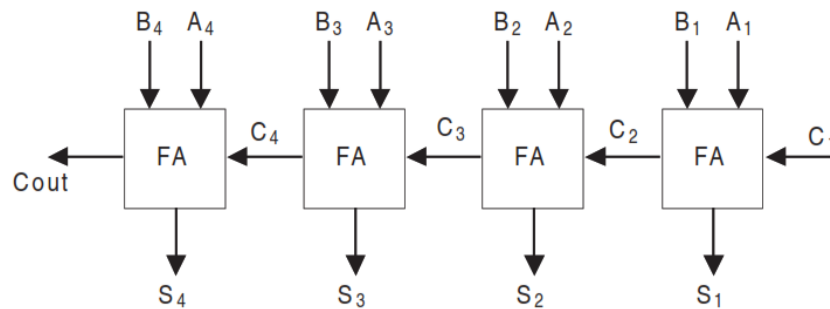 B₄ A₄ B₃ A₃ B₂ A₂ B₁ A₁
FA C₄ FA C₃ FA C₂ FA
Cout
S₄ S₃ S₂ S₁